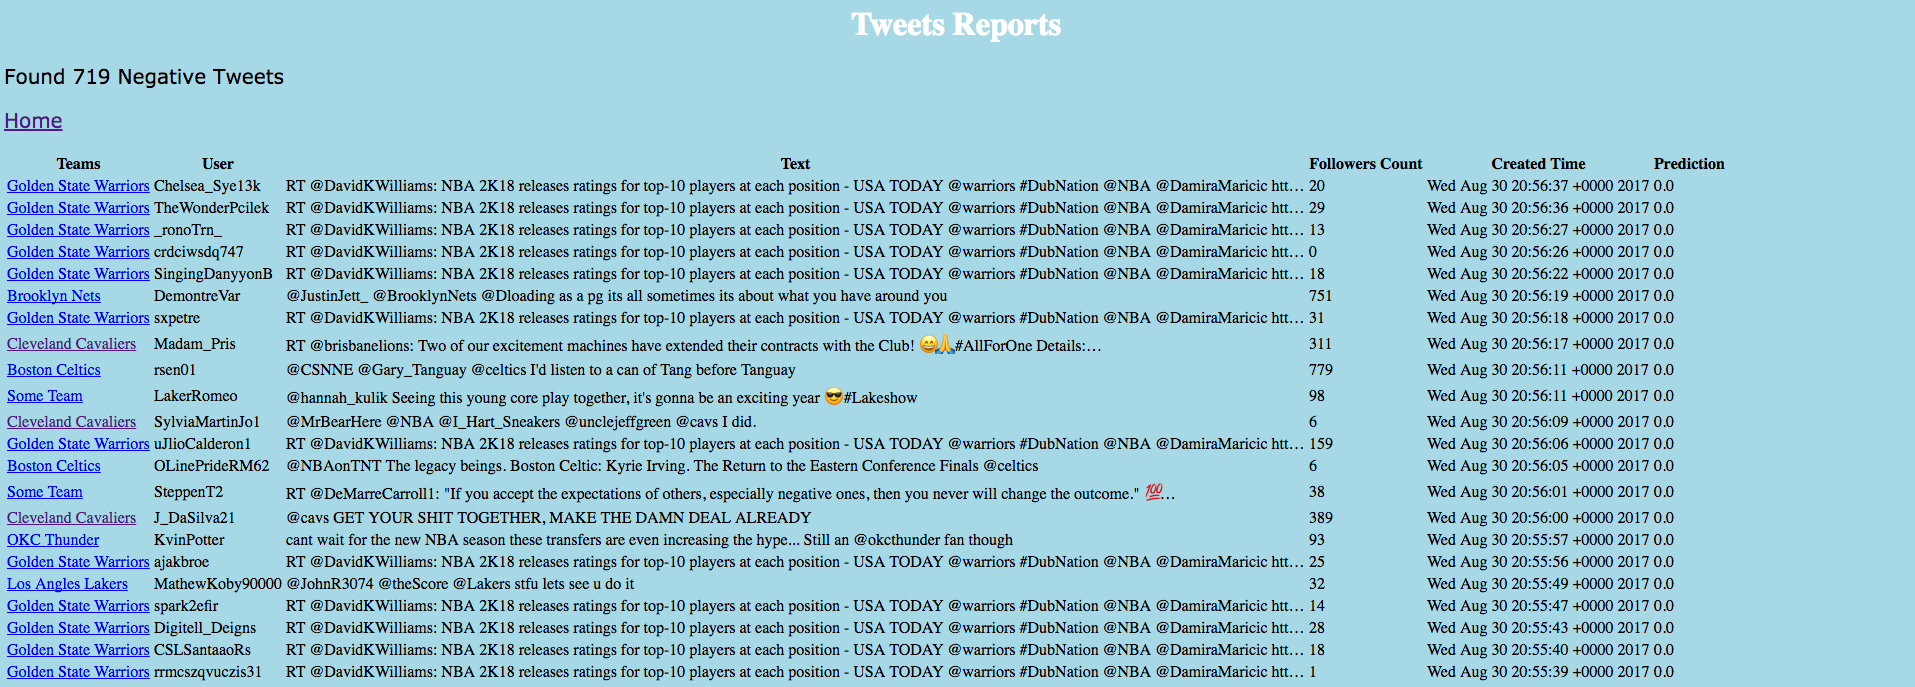 Tweets Reports
Found 719 Negative Tweets
Home
Teams User Text Followers Count Created Time Prediction
Golden State Warriors Chelsea_Sye13k RT @DavidKWilliams: NBA 2K18 releases ratings for top-10 players at each position - USA TODAY @warriors #DubNation @NBA @DamiraMaricic htt… 20 Wed Aug 30 20:56:37 +0000 2017 0.0
Golden State Warriors TheWonderPcilek RT @DavidKWilliams: NBA 2K18 releases ratings for top-10 players at each position - USA TODAY @warriors #DubNation @NBA @DamiraMaricic htt… 29 Wed Aug 30 20:56:36 +0000 2017 0.0
Golden State Warriors _ronoTrn_ RT @DavidKWilliams: NBA 2K18 releases ratings for top-10 players at each position - USA TODAY @warriors #DubNation @NBA @DamiraMaricic htt… 13 Wed Aug 30 20:56:27 +0000 2017 0.0
Golden State Warriors crdciwsdq747 RT @DavidKWilliams: NBA 2K18 releases ratings for top-10 players at each position - USA TODAY @warriors #DubNation @NBA @DamiraMaricic htt… 0 Wed Aug 30 20:56:26 +0000 2017 0.0
Golden State Warriors SingingDanyyonB RT @DavidKWilliams: NBA 2K18 releases ratings for top-10 players at each position - USA TODAY @warriors #DubNation @NBA @DamiraMaricic htt… 18 Wed Aug 30 20:56:22 +0000 2017 0.0
Brooklyn Nets DemontreVar @JustinJett_ @BrooklynNets @Dloading as a pg its all sometimes its about what you have around you 751 Wed Aug 30 20:56:19 +0000 2017 0.0
Golden State Warriors sxpetre RT @DavidKWilliams: NBA 2K18 releases ratings for top-10 players at each position - USA TODAY @warriors #DubNation @NBA @DamiraMaricic htt… 31 Wed Aug 30 20:56:18 +0000 2017 0.0
Cleveland Cavaliers Madam_Pris RT @brisbanelions: Two of our excitement machines have extended their contracts with the Club! 😄🙏#AllForOne Details:… 311 Wed Aug 30 20:56:17 +0000 2017 0.0
Boston Celtics rsen01 @CSNNE @Gary_Tanguay @celtics I'd listen to a can of Tang before Tanguay 779 Wed Aug 30 20:56:11 +0000 2017 0.0
Some Team LakerRomeo @hannah_kulik Seeing this young core play together, it's gonna be an exciting year 😎#Lakeshow 98 Wed Aug 30 20:56:11 +0000 2017 0.0
Cleveland Cavaliers SylviaMartinJo1 @MrBearHere @NBA @I_Hart_Sneakers @unclejeffgreen @cavs I did. 6 Wed Aug 30 20:56:09 +0000 2017 0.0
Golden State Warriors uJlioCalderon1 RT @DavidKWilliams: NBA 2K18 releases ratings for top-10 players at each position - USA TODAY @warriors #DubNation @NBA @DamiraMaricic htt… 159 Wed Aug 30 20:56:06 +0000 2017 0.0
Boston Celtics OLinePrideRM62 @NBAonTNT The legacy beings. Boston Celtic: Kyrie Irving. The Return to the Eastern Conference Finals @celtics 6 Wed Aug 30 20:56:05 +0000 2017 0.0
Some Team SteppenT2 RT @DeMarreCarroll1: "If you accept the expectations of others, especially negative ones, then you never will change the outcome." 💯… 38 Wed Aug 30 20:56:01 +0000 2017 0.0
Cleveland Cavaliers J_DaSilva21 @cavs GET YOUR SHIT TOGETHER, MAKE THE DAMN DEAL ALREADY 389 Wed Aug 30 20:56:00 +0000 2017 0.0
OKC Thunder KvinPotter cant wait for the new NBA season these transfers are even increasing the hype... Still an @okcthunder fan though 93 Wed Aug 30 20:55:57 +0000 2017 0.0
Golden State Warriors ajakbroe RT @DavidKWilliams: NBA 2K18 releases ratings for top-10 players at each position - USA TODAY @warriors #DubNation @NBA @DamiraMaricic htt… 25 Wed Aug 30 20:55:56 +0000 2017 0.0
Los Angles Lakers MathewKoby90000 @JohnR3074 @theScore @Lakers stfu lets see u do it 32 Wed Aug 30 20:55:49 +0000 2017 0.0
Golden State Warriors spark2efir RT @DavidKWilliams: NBA 2K18 releases ratings for top-10 players at each position - USA TODAY @warriors #DubNation @NBA @DamiraMaricic htt… 14 Wed Aug 30 20:55:47 +0000 2017 0.0
Golden State Warriors Digitell_Deigns RT @DavidKWilliams: NBA 2K18 releases ratings for top-10 players at each position - USA TODAY @warriors #DubNation @NBA @DamiraMaricic htt… 28 Wed Aug 30 20:55:43 +0000 2017 0.0
Golden State Warriors CSLSantaaoRs RT @DavidKWilliams: NBA 2K18 releases ratings for top-10 players at each position - USA TODAY @warriors #DubNation @NBA @DamiraMaricic htt… 18 Wed Aug 30 20:55:40 +0000 2017 0.0
Golden State Warriors rrmcszqvuczis31 RT @DavidKWilliams: NBA 2K18 releases ratings for top-10 players at each position - USA TODAY @warriors #DubNation @NBA @DamiraMaricic htt… 1 Wed Aug 30 20:55:39 +0000 2017 0.0